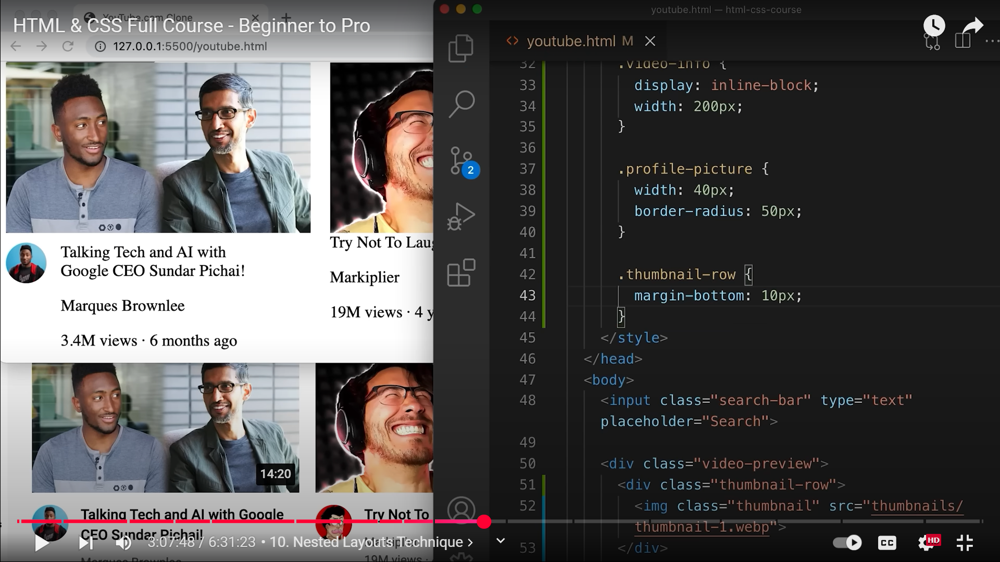 YouTube.com Clone
HTML & CSS Full Course - Beginner to Pro
127.0.0.1:5500/youtube.html
Talking Tech and AI with
Google CEO Sundar Pichai!
Marques Brownlee
3.4M views · 6 months ago
Try Not To Laug
Markiplier
19M views · 4 y
14:20
Talking Tech and AI with Google
CEO Sundar Pichai!
Marques Brownlee
Try Not To
Markiplier
19M views ·
youtube.html — html-css-course
youtube.html M
2
32 .video-info {
33 display: inline-block;
34 width: 200px;
35 }
36
37 .profile-picture {
38 width: 40px;
39 border-radius: 50px;
40 }
41
42 .thumbnail-row {
43 margin-bottom: 10px;
44 }
45 </style>
46 </head>
47 <body>
48 <input class="search-bar" type="text"
placeholder="Search">
49
50 <div class="video-preview">
51 <div class="thumbnail-row">
52 <img class="thumbnail" src="thumbnails/
thumbnail-1.webp">
53 </div>
3:07:48 / 6:31:23 • 10. Nested Layouts Technique
CC
HD